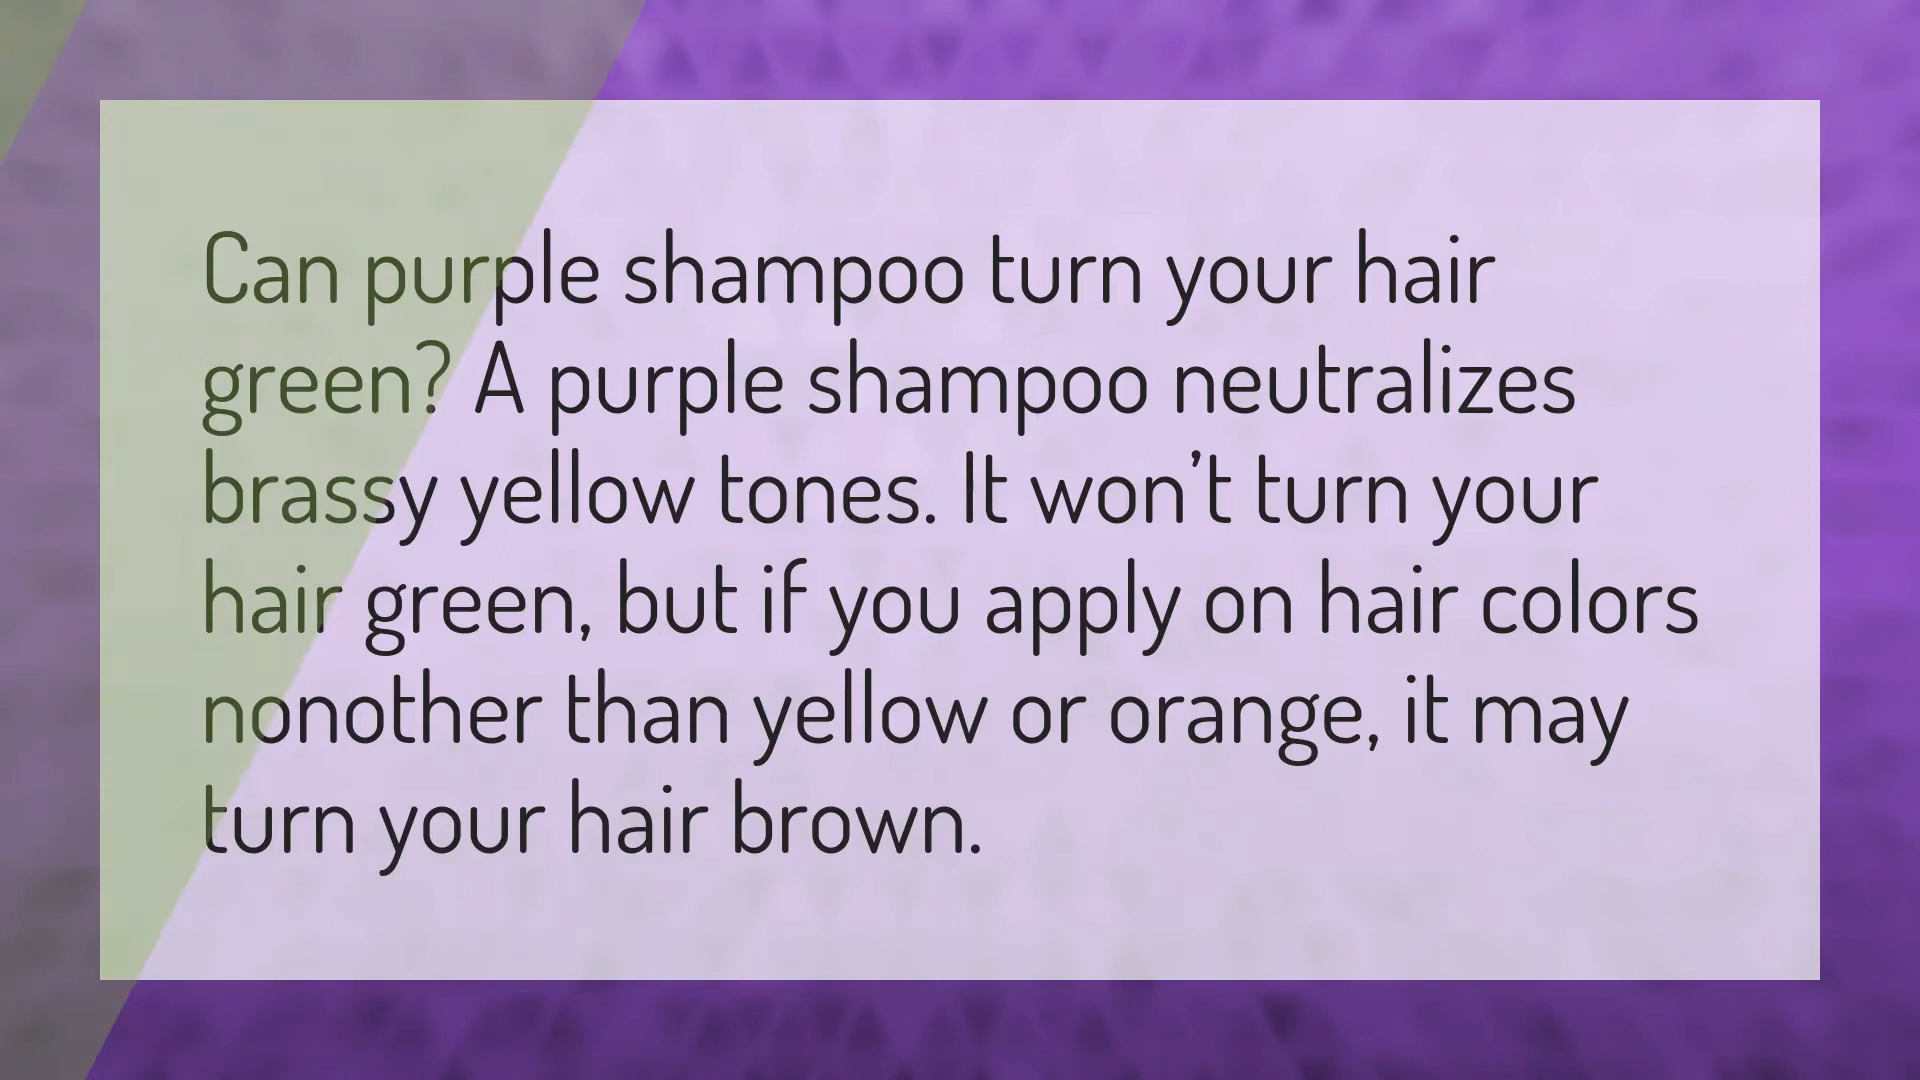 Can purple shampoo turn your hair
green? A purple shampoo neutralizes
brassy yellow tones. It won’t turn your
hair green, but if you apply on hair colors
nonother than yellow or orange, it may
turn your hair brown.